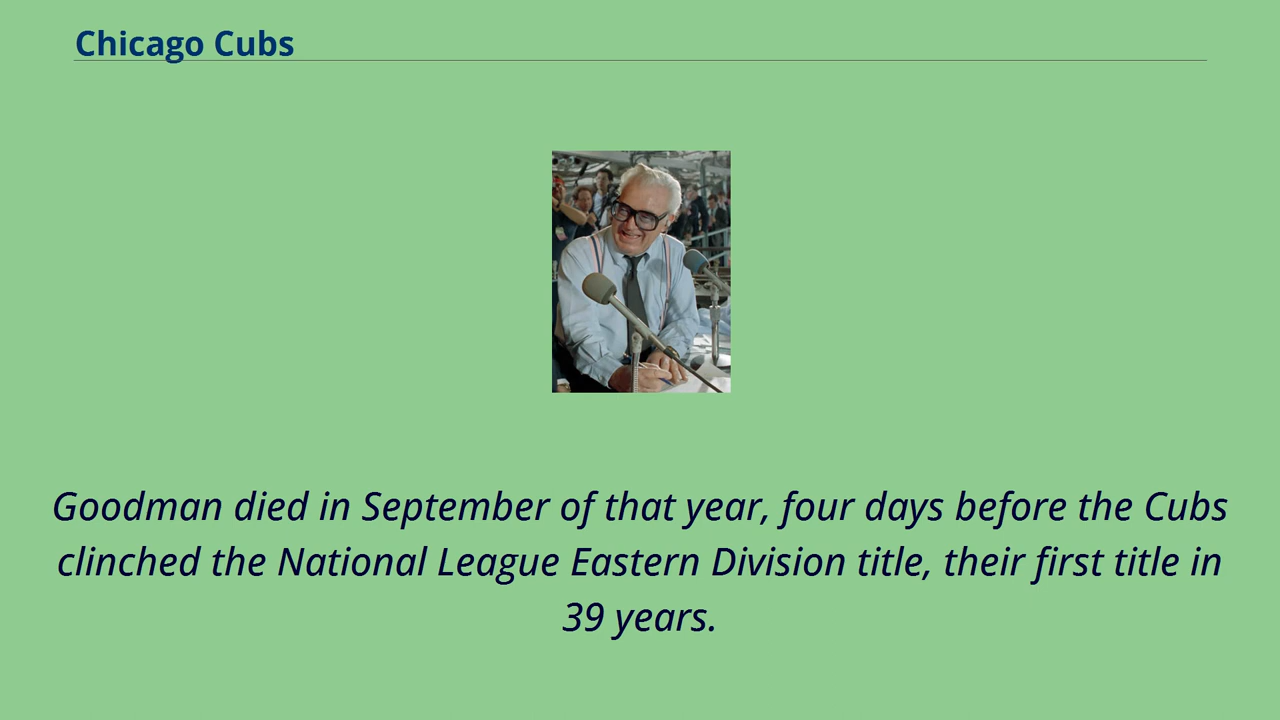 Chicago Cubs
Goodman died in September of that year, four days before the Cubs
clinched the National League Eastern Division title, their first title in
39 years.